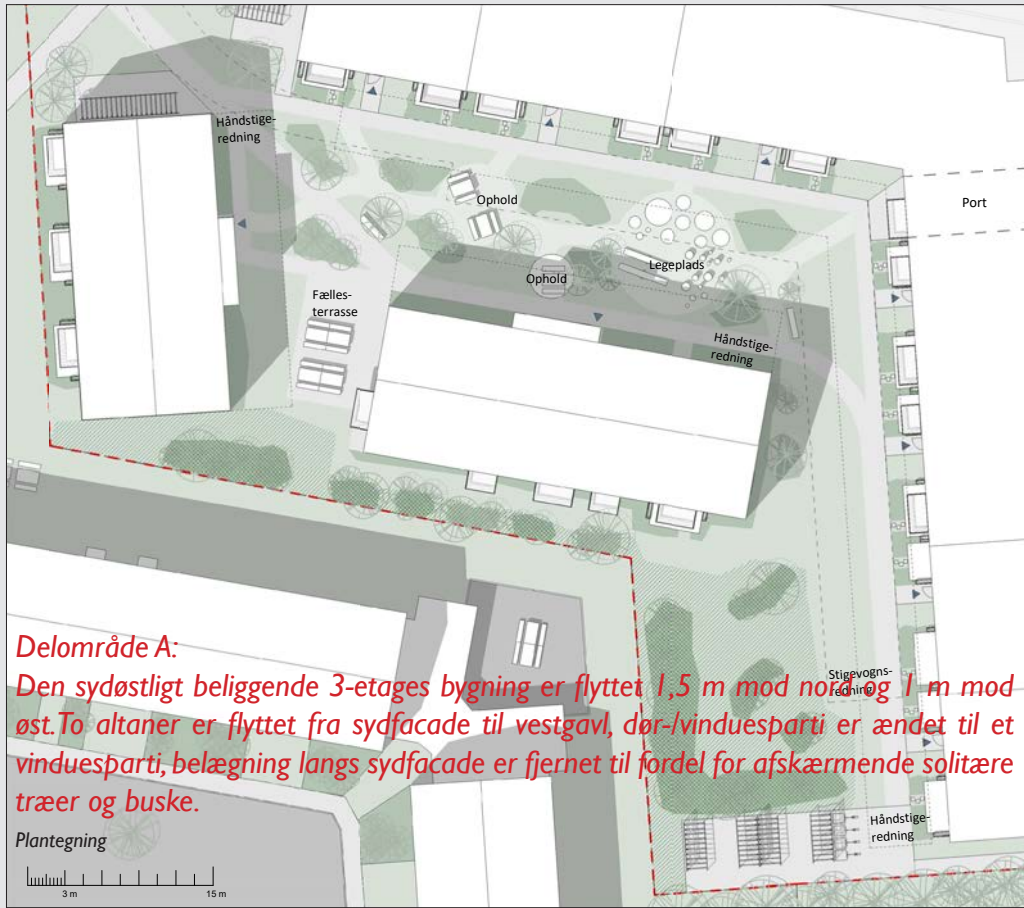 Håndstige-
redning
Ophold
Port
Ophold
Legeplads
Fælles-
terrasse
Håndstige-
redning
Stigevogns-
redning
Delområde A:
Den sydøstligt beliggende 3-etages bygning er flyttet 1,5 m mod nord og 1 m mod
øst. To altaner er flyttet fra sydfacade til vestgavl, dør-/vinduesparti er ændet til et
vinduesparti, belægning langs sydfacade er fjernet til fordel for afskærmende solitære
træer og buske.
Håndstige-
redning
Plantegning
3 m
15 m